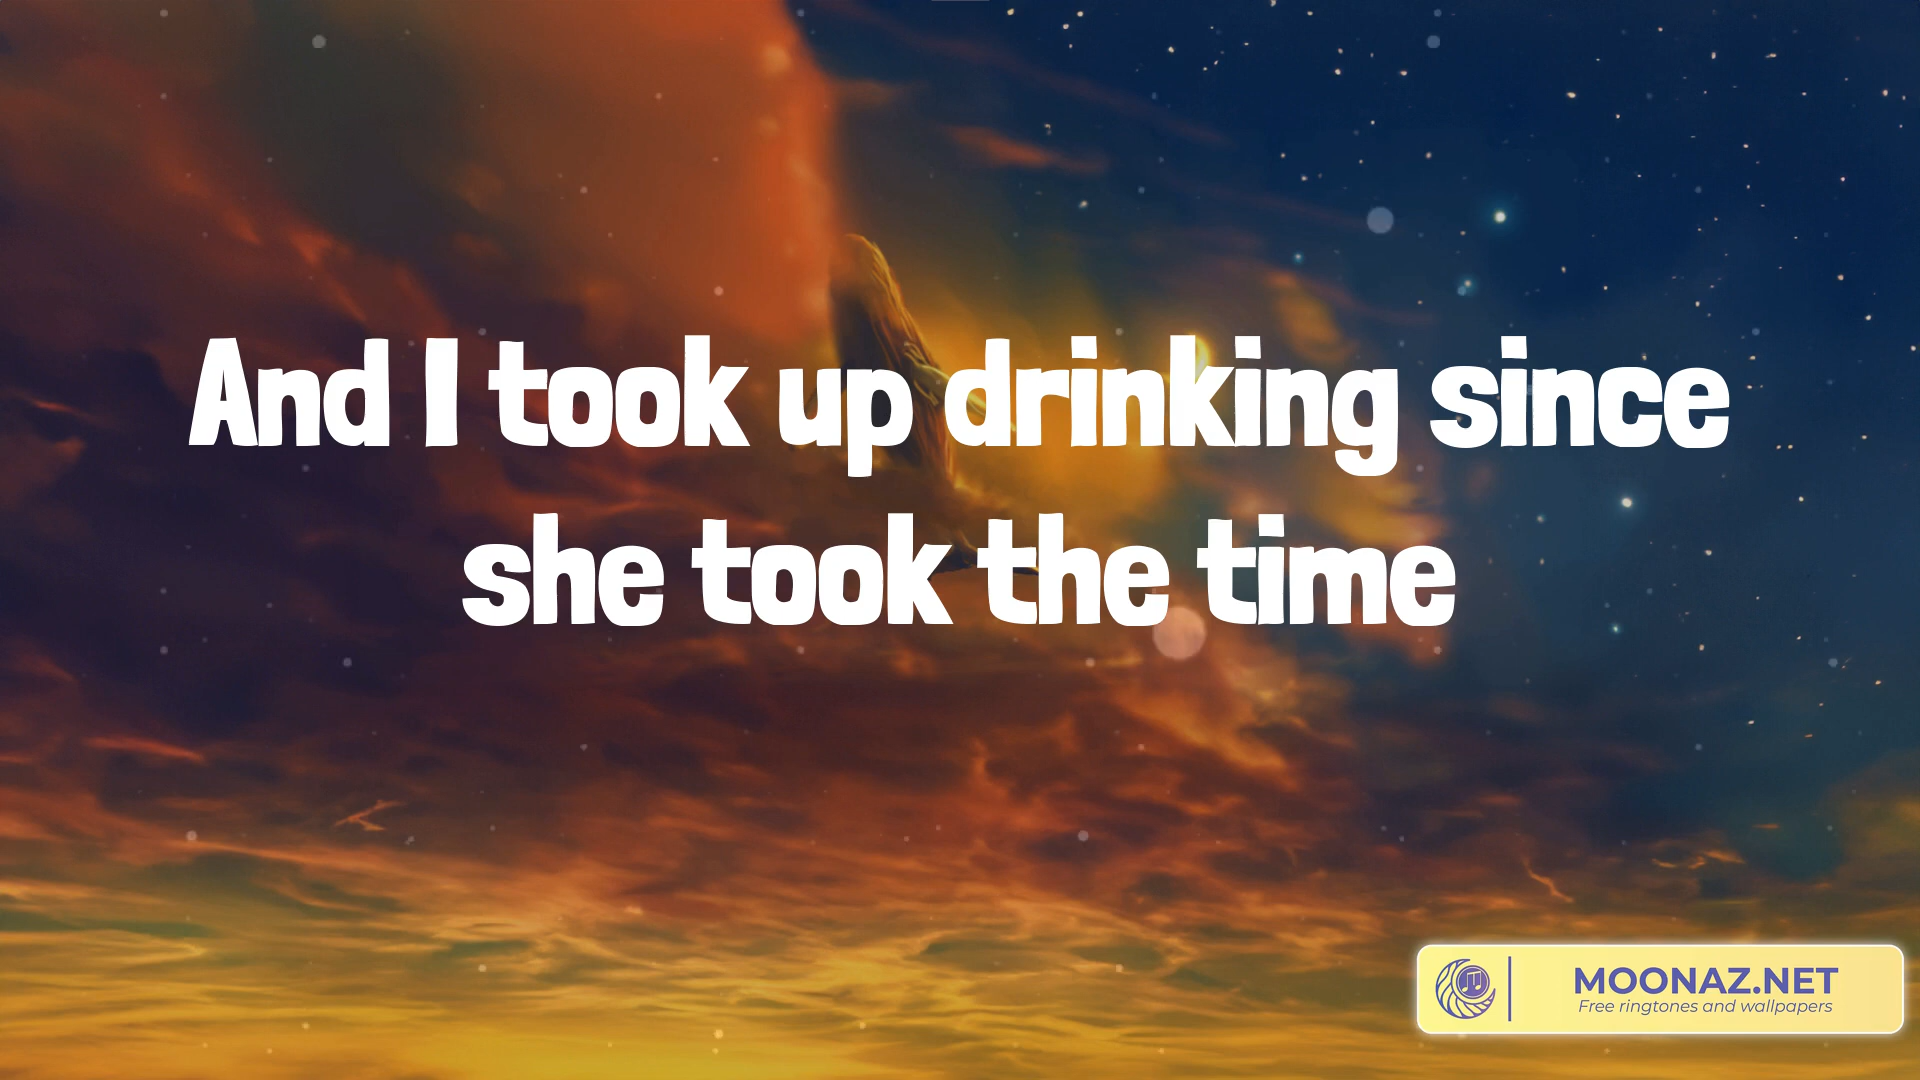 And I took up drinking since
she took the time
MOONAZ.NET
Free ringtones and wallpapers